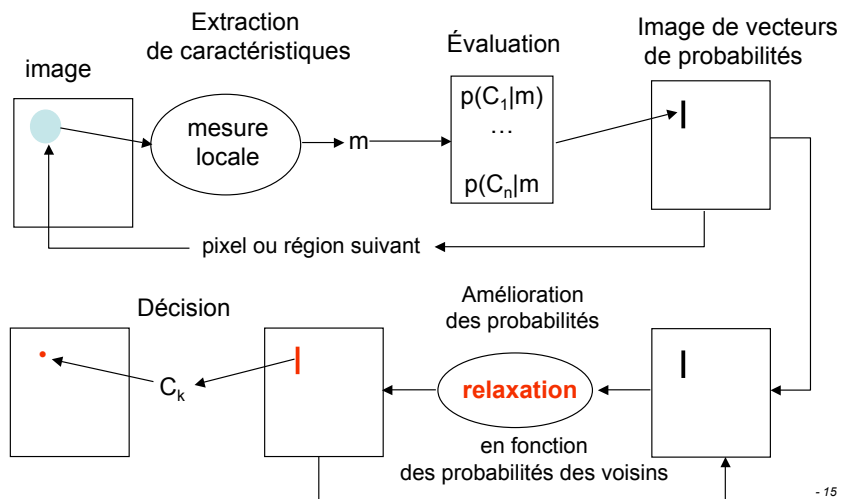 image
Extraction
de caractéristiques
Évaluation
Image de vecteurs
de probabilités
mesure
locale
m
p(C1|m)
...
p(Cn|m
pixel ou région suivant
Décision
Amélioration
des probabilités
Ck
relaxation
en fonction
des probabilités des voisins
- 15